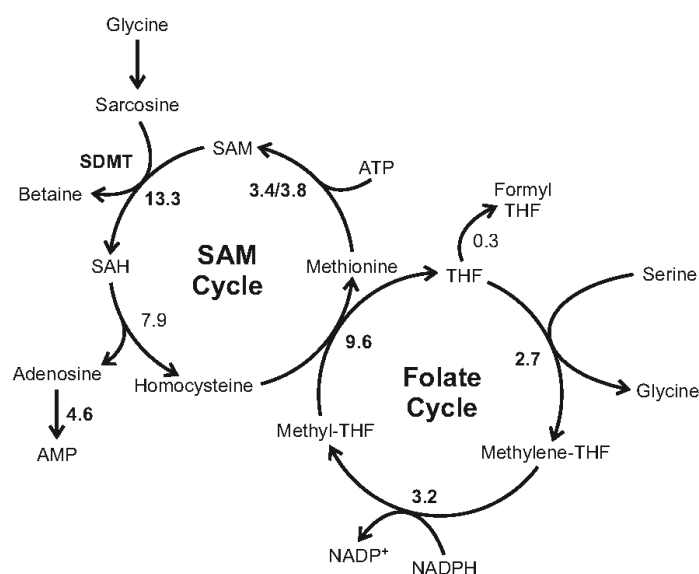 Glycine
Sarcosine
SDMT
SAM
Betaine
13.3
3.4/3.8
ATP
Formyl
THF
0.3
SAH
SAM
Cycle
Methionine
THF
Serine
7.9
9.6
2.7
Adenosine
Homocysteine
Folate
Cycle
Glycine
4.6
Methyl-THF
AMP
Methylene-THF
3.2
NADP+
NADPH